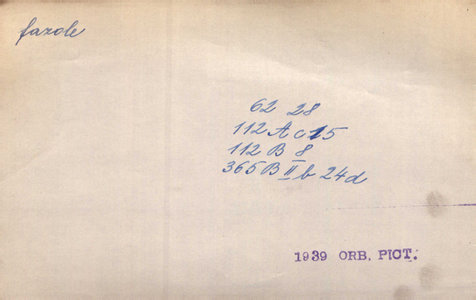 fazole
62 28
112 A c 15
112 B 8
365 B II b 24d
1939 ORB. PICT.